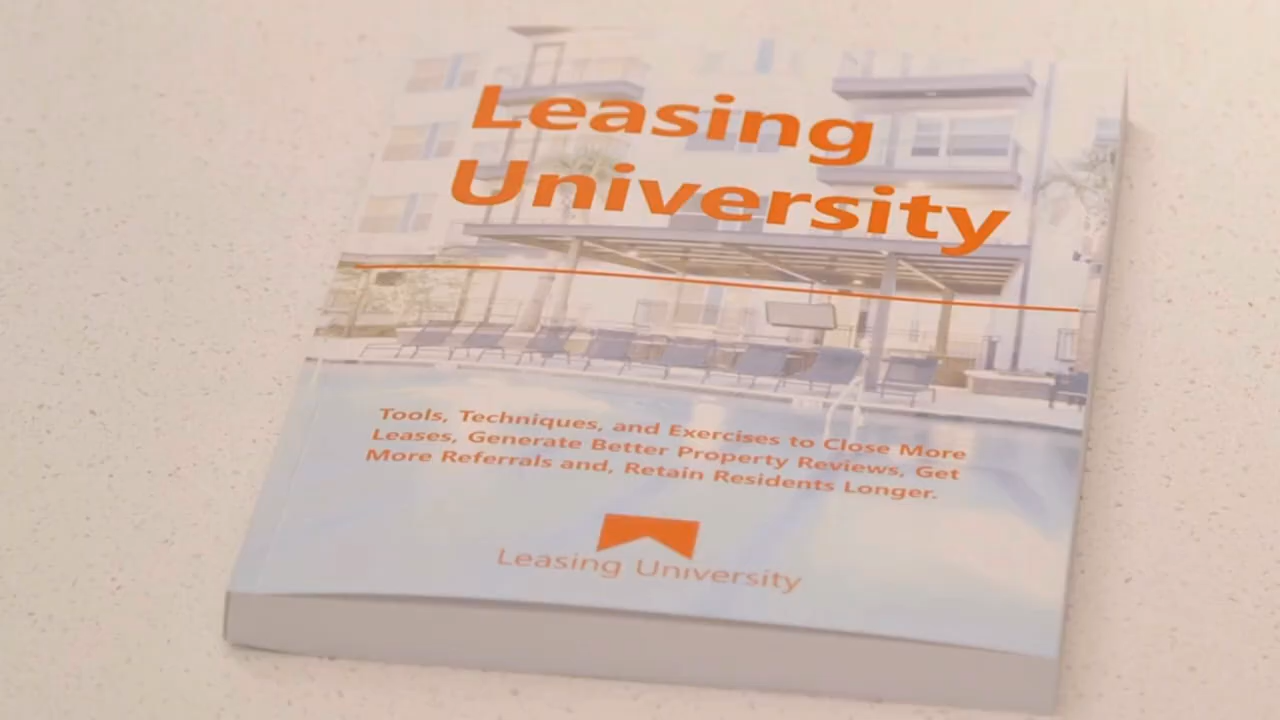 Leasing
University
Tools, Techniques, and Exercises to Close More
Leases, Generate Better Property Reviews, Get
More Referrals and, Retain Residents Longer.
Leasing University